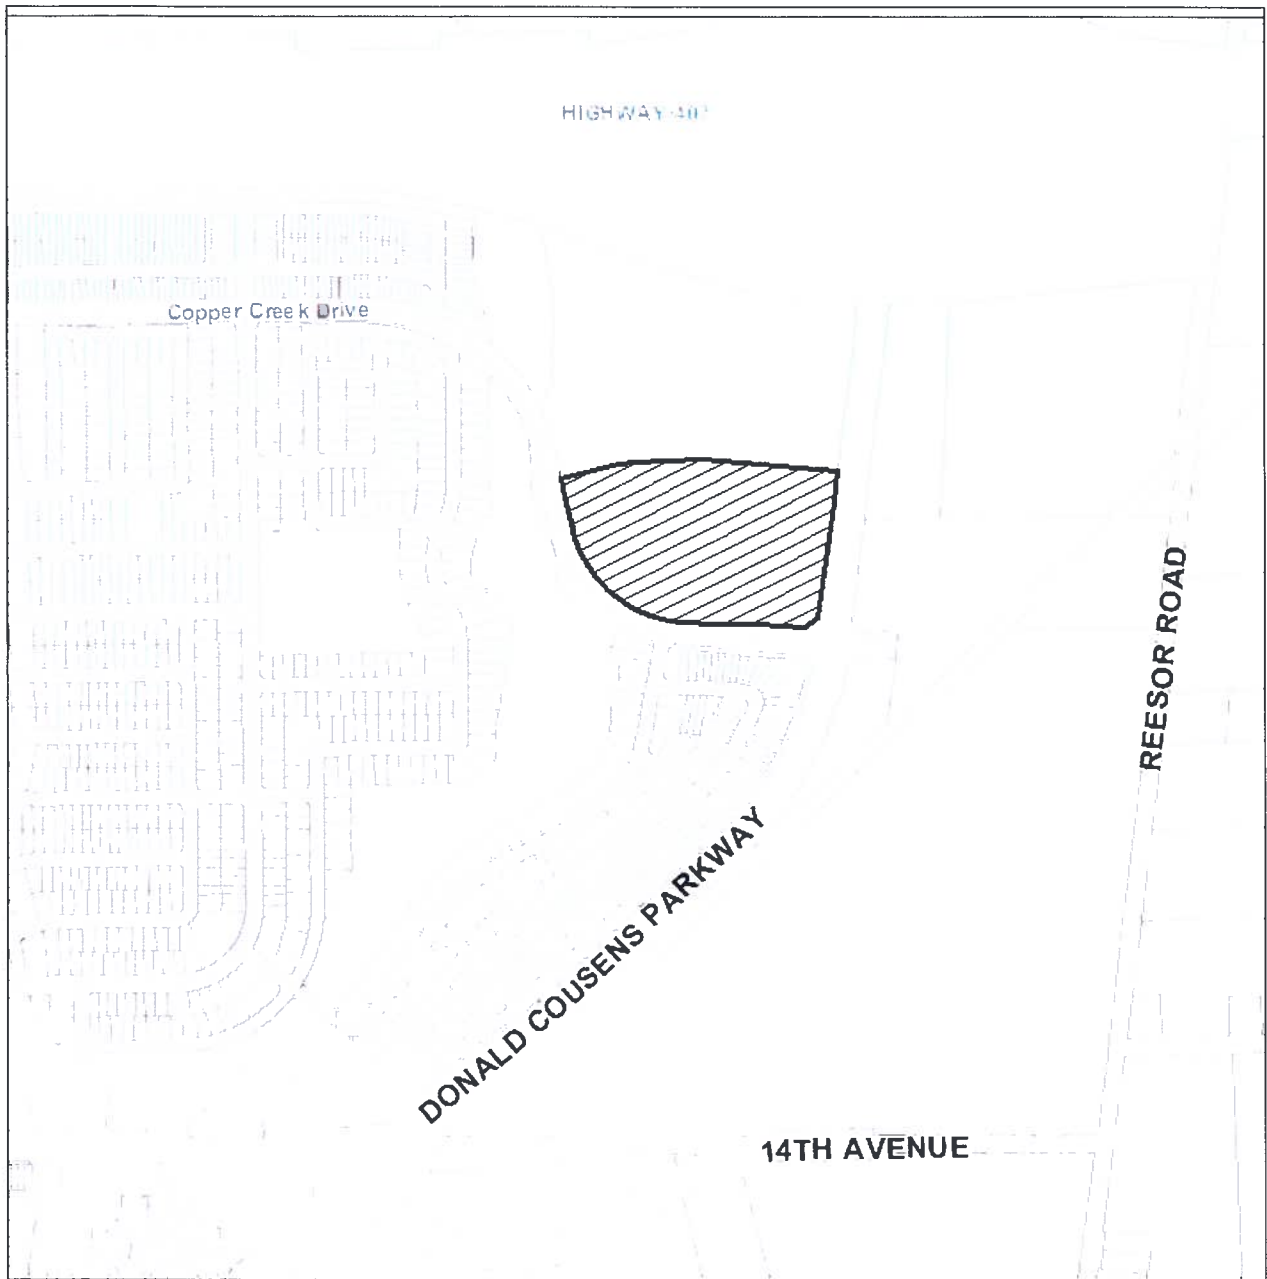 HIGHWAY 407
Copper Creek Drive
REESOR ROAD
DONALD COUSENS PARKWAY
14TH AVENUE